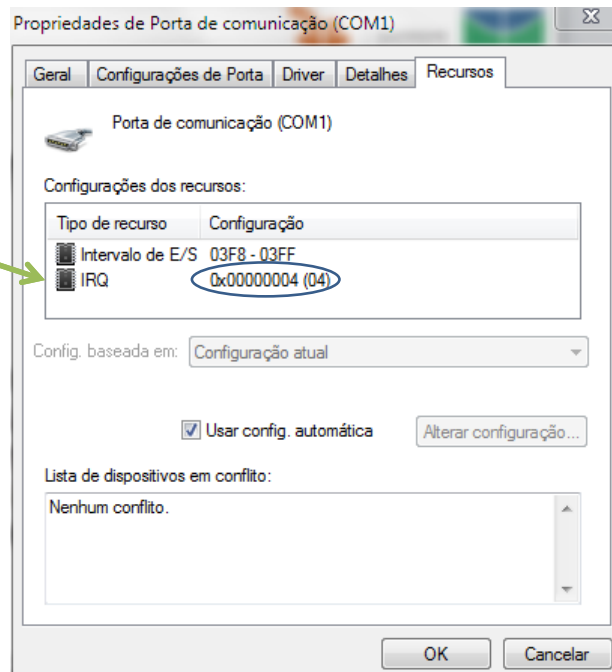 Propriedades de Porta de comunicação (COM1)
Geral Configurações de Porta Driver Detalhes Recursos
Porta de comunicação (COM1)
Configurações dos recursos:
Tipo de recurso Configuração
Intervalo de E/S 03F8 - 03FF
IRQ 0x00000004 (04)
Config. baseada em: Configuração atual
Usar config. automática Alterar configuração...
Lista de dispositivos em conflito:
Nenhum conflito.
OK Cancelar